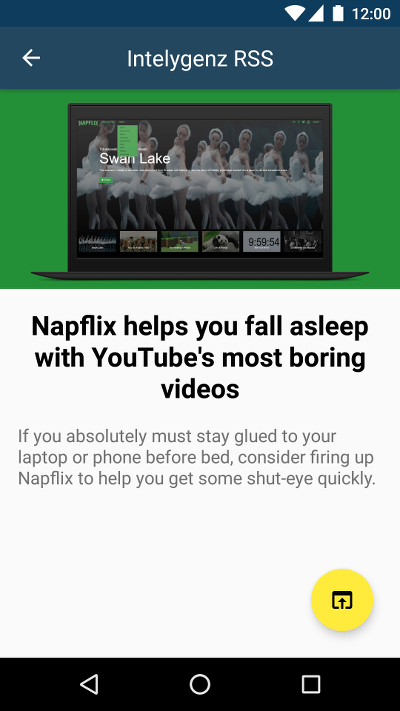 12:00
Intelygenz RSS
NAPFLIX
Swan Lake
9:59:54
Napflix helps you fall asleep
with YouTube's most boring
videos
If you absolutely must stay glued to your
laptop or phone before bed, consider firing up
Napflix to help you get some shut-eye quickly.